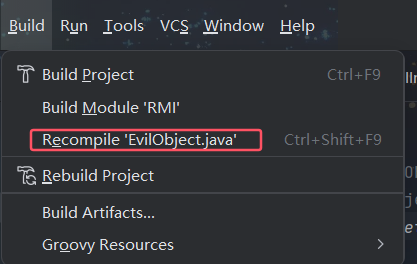 Build Run Tools VCS Window Help
Build Project Ctrl+F9
Build Module 'RMI'
Recompile 'EvilObject.java' Ctrl+Shift+F9
Rebuild Project
Build Artifacts...
Groovy Resources